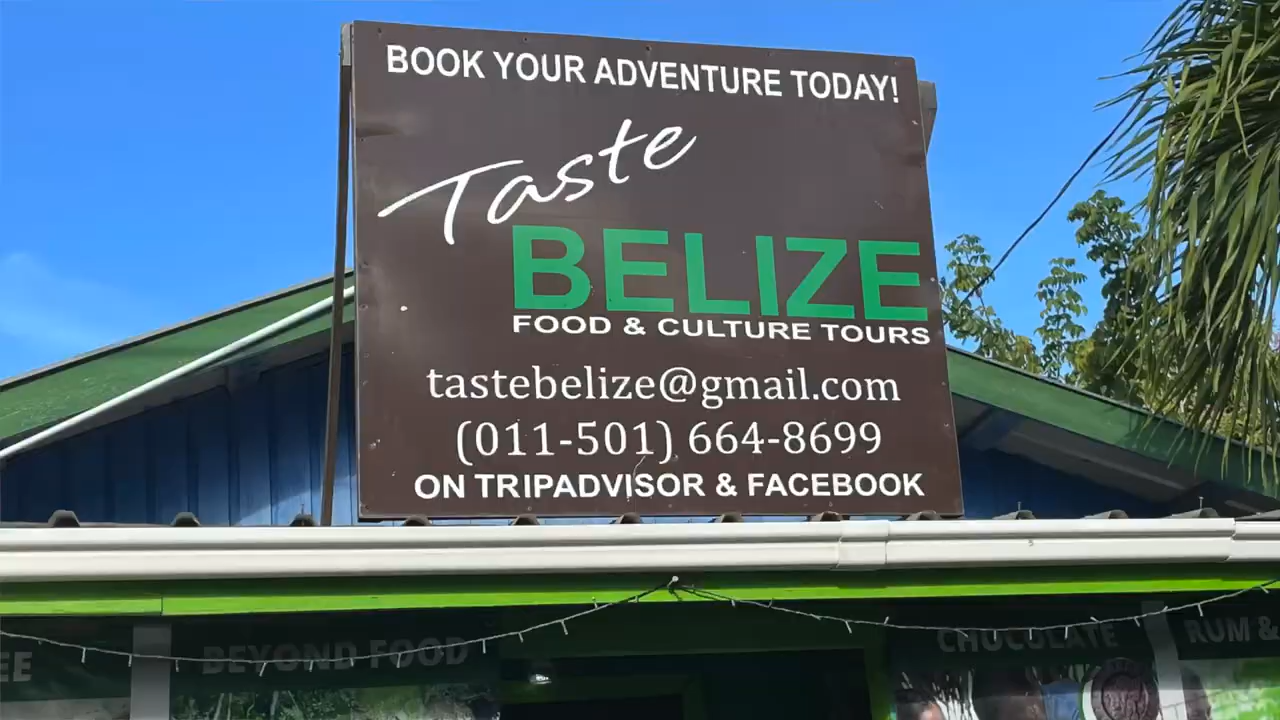 BOOK YOUR ADVENTURE TODAY!
Taste
BELIZE
FOOD & CULTURE TOURS
tastebelize@gmail.com
(011-501) 664-8699
ON TRIPADVISOR & FACEBOOK
BEYOND FOOD
CHOCOLATE
RUM &